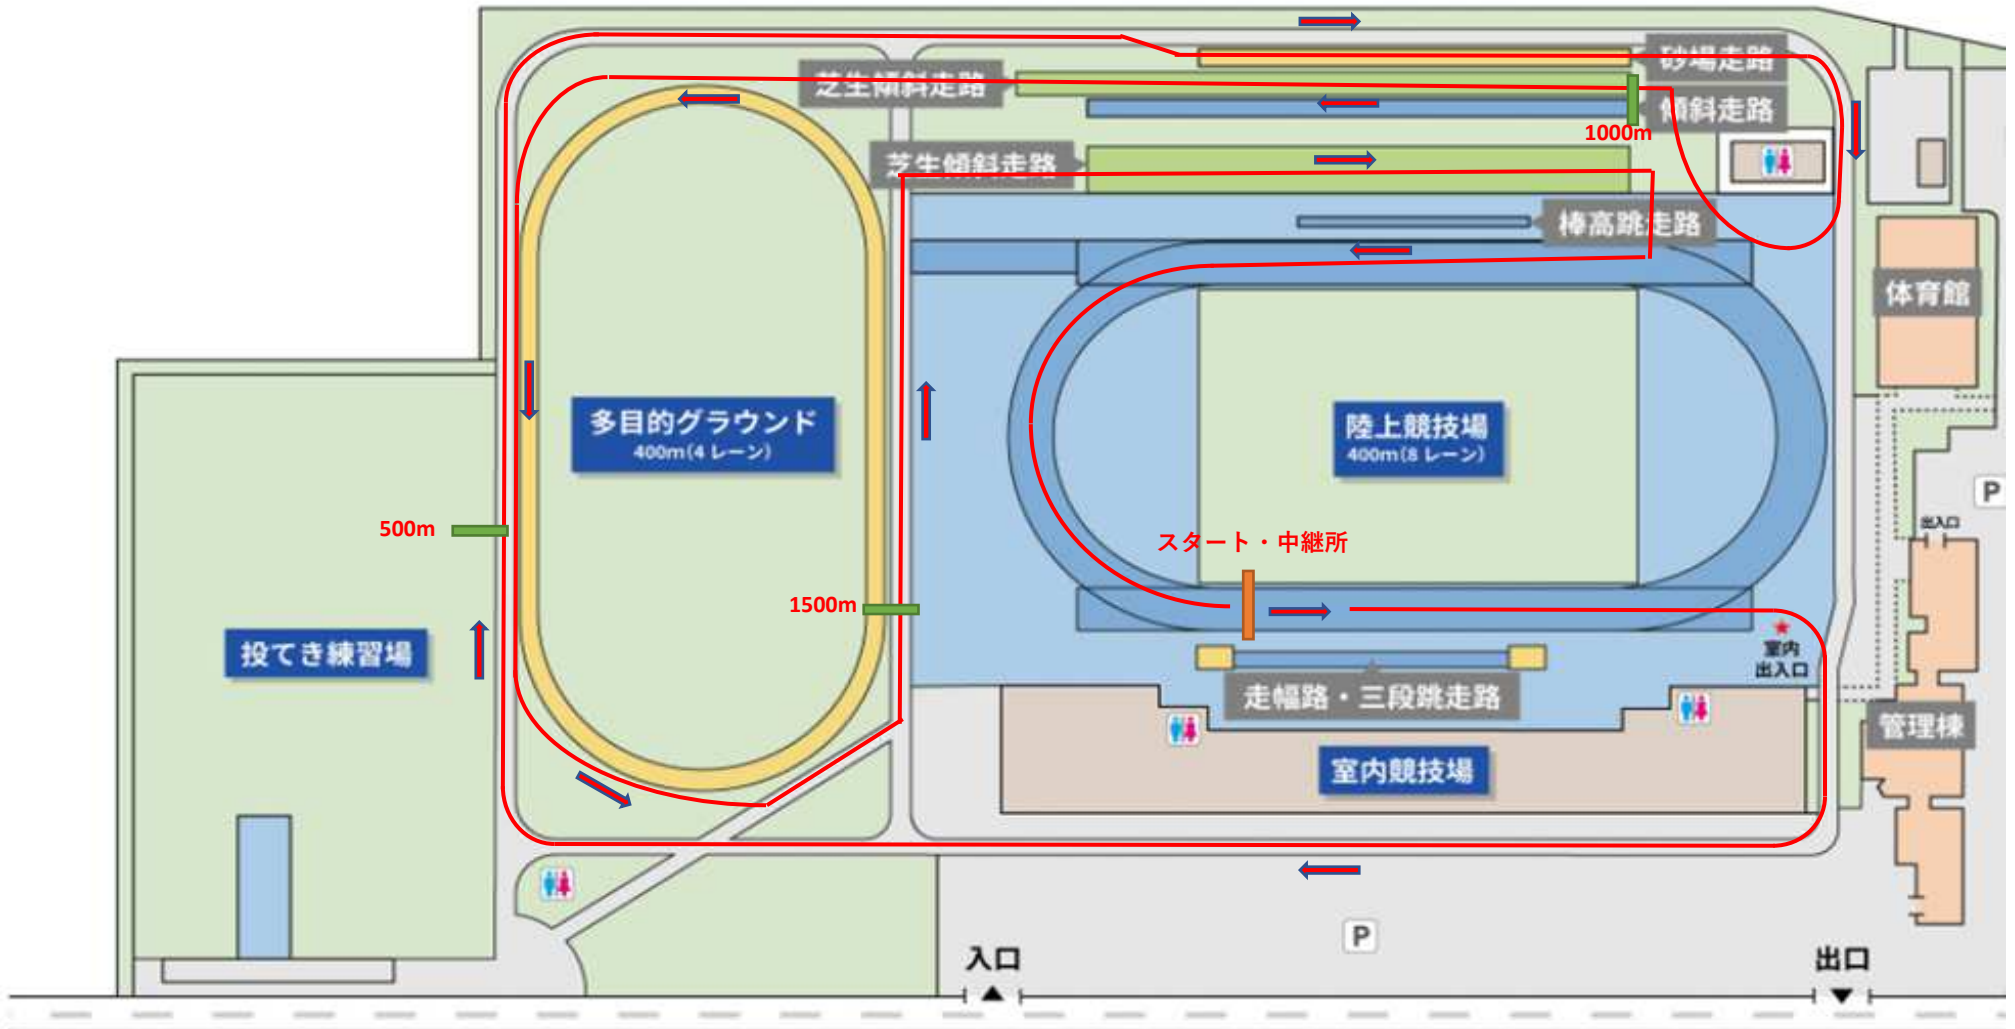 砂場走路
芝生傾斜走路
傾斜走路
1000m
芝生傾斜走路
棒高跳走路
体育館
多目的グラウンド
400m(4レーン)
陸上競技場
400m(8レーン)
P
500m
出入口
スタート・中継所
1500m
投てき練習場
室内
出入口
走幅路・三段跳走路
管理棟
室内競技場
P
入口
出口